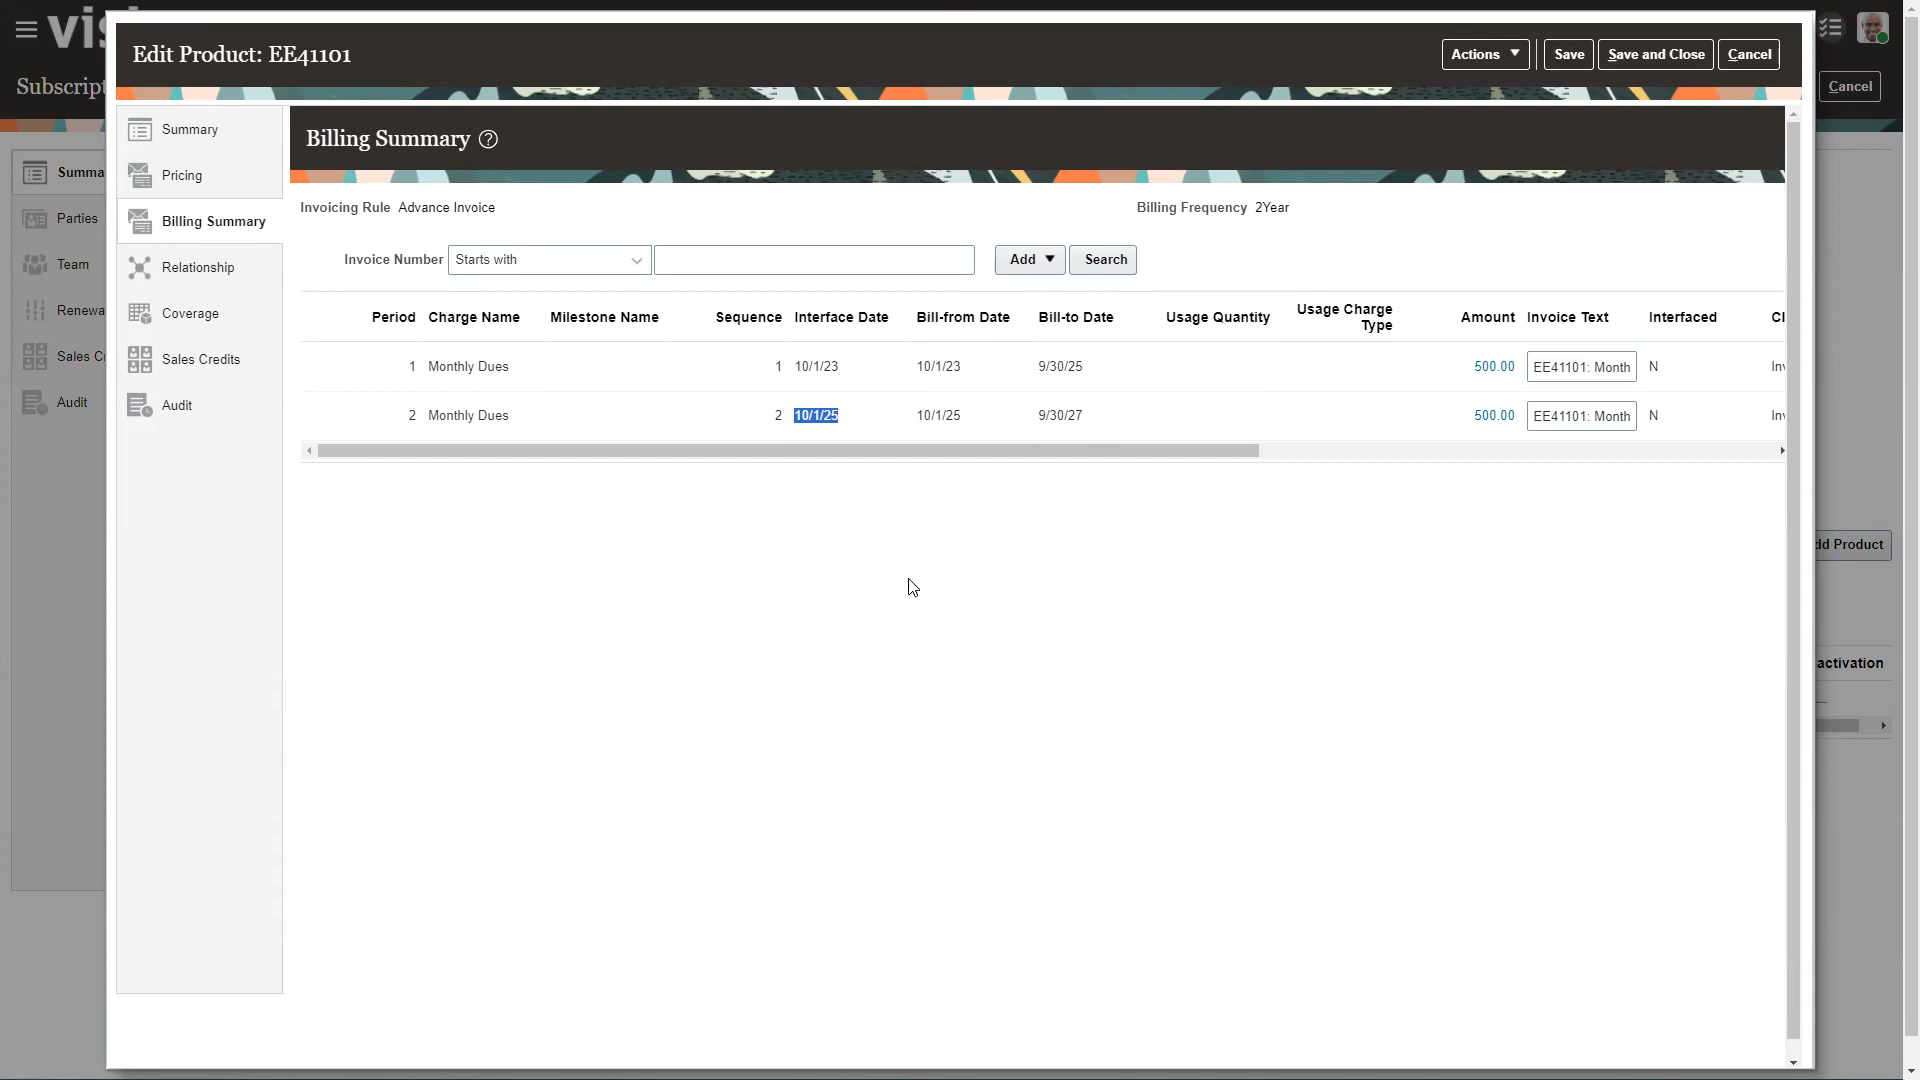 vis
Subscript
Cancel
Edit Product: EE41101
Actions
Save
Save and Close
Cancel
Summa
Parties
Team
Renewa
Sales C
Audit
Summary
Pricing
Billing Summary
Relationship
Coverage
Sales Credits
Audit
Billing Summary ?
Invoicing Rule Advance Invoice Billing Frequency 2Year
Invoice Number Starts with Add Search
Period Charge Name Milestone Name Sequence Interface Date Bill-from Date Bill-to Date Usage Quantity Usage Charge Type Amount Invoice Text Interfaced Cl
1 Monthly Dues 1 10/1/23 10/1/23 9/30/25 500.00 EE41101: Month N Inv
2 Monthly Dues 2 10/1/25 10/1/25 9/30/27 500.00 EE41101: Month N Inv
dd Product
activation